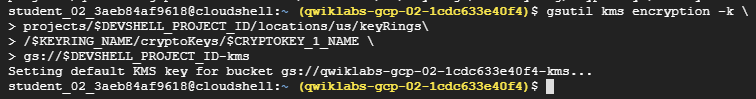 student_02_3aeb84af9618@cloudshell:~ (qwiklabs-gcp-02-1cdc633e40f4)$ gsutil kms encryption -k \
> projects/$DEVSHELL_PROJECT_ID/locations/us/keyRings\
> /$KEYRING_NAME/cryptoKeys/$CRYPTOKEY_1_NAME \
> gs://$DEVSHELL_PROJECT_ID-kms
Setting default KMS key for bucket gs://qwiklabs-gcp-02-1cdc633e40f4-kms...
student_02_3aeb84af9618@cloudshell:~ (qwiklabs-gcp-02-1cdc633e40f4)$